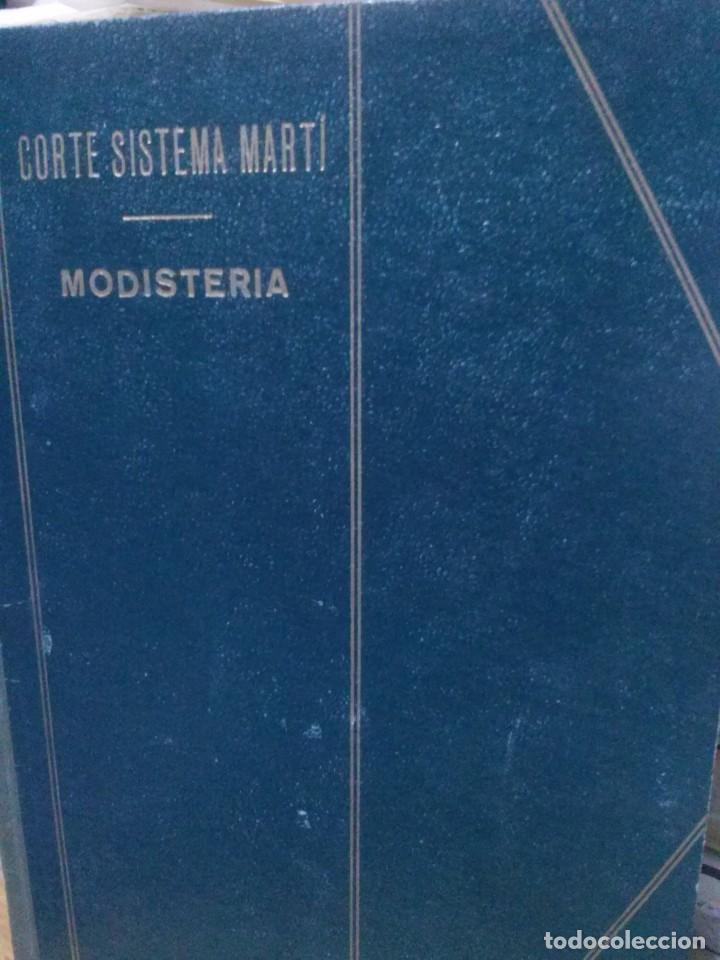 CORTE SISTEMA MARTÍ
MODISTERIA
todocoleccion